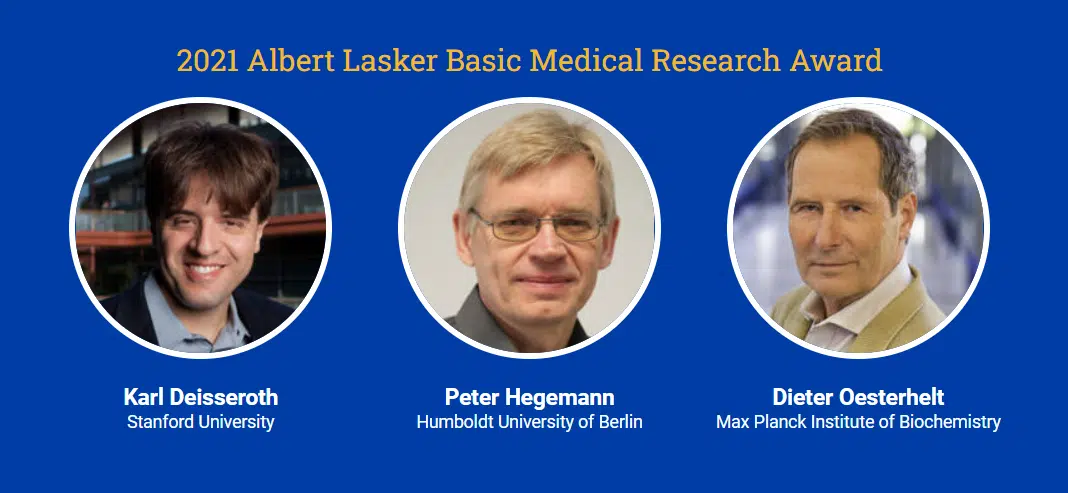 2021 Albert Lasker Basic Medical Research Award
Karl Deisseroth
Peter Hegemann
Dieter Oesterhelt
Stanford University
Humboldt University of Berlin
Max Planck Institute of Biochemistry